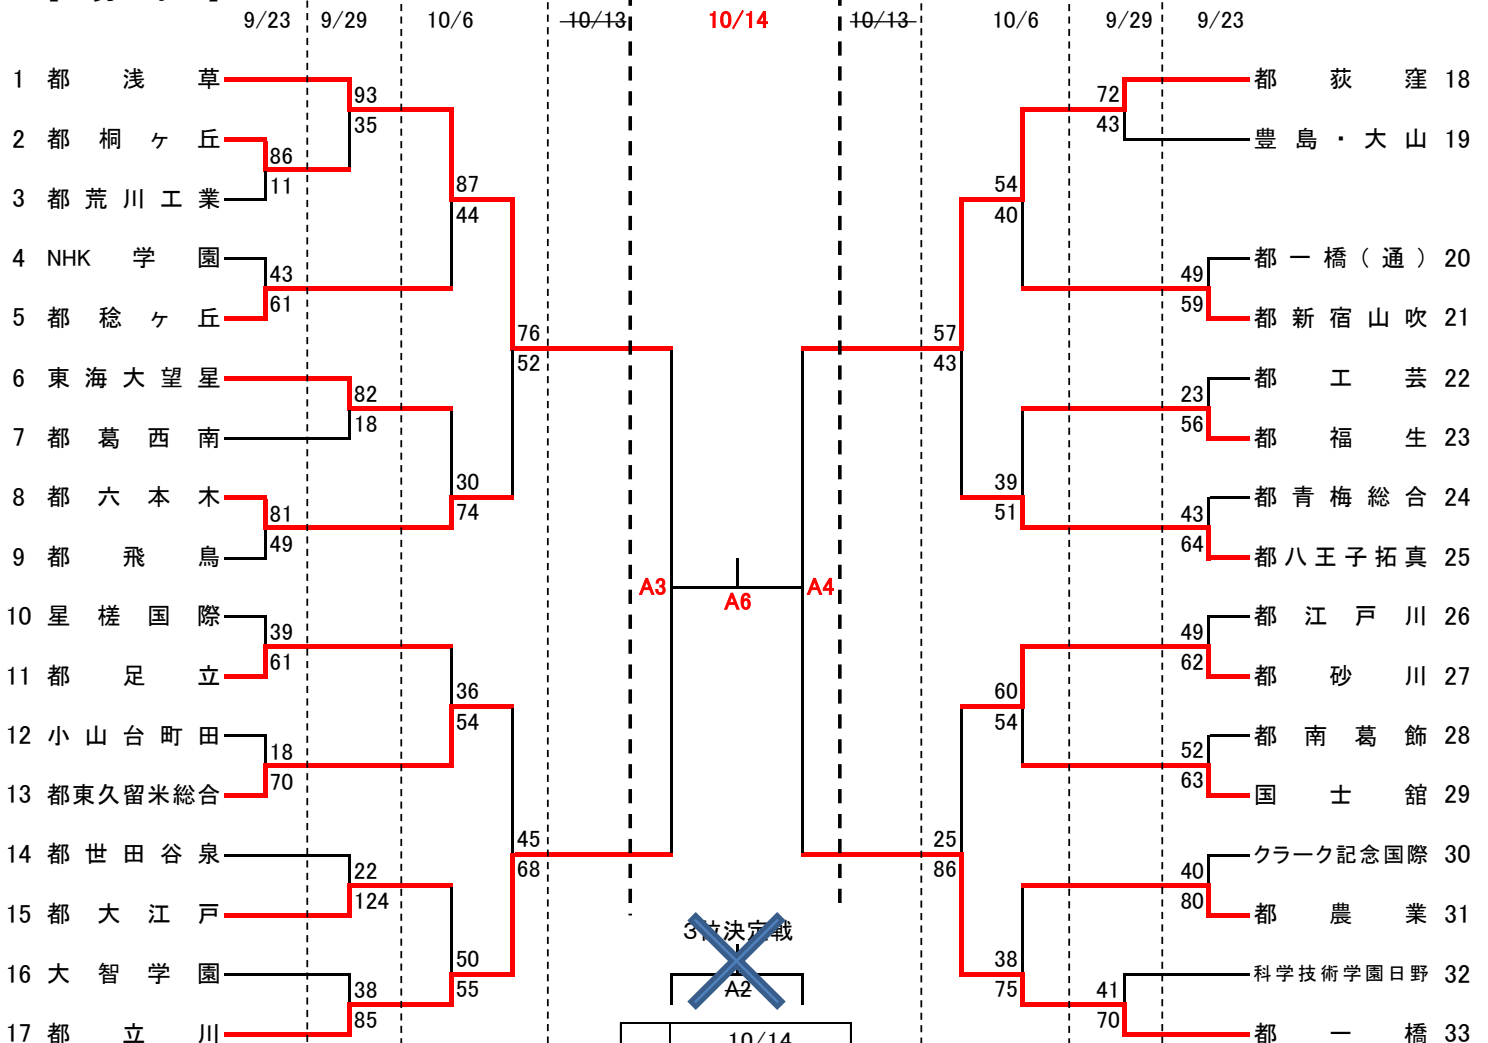 9/23 9/29 10/6 10/13 10/14 10/13 10/6 9/29 9/23
1 都浅草
93
35
2 都桐ヶ丘
86
11
3 都荒川工業
87
44
4 NHK学園
43
61
5 都稔ヶ丘
76
52
6 東海大望星
82
18
7 都葛西南
30
74
8 都六本木
81
49
9 都飛鳥
10 星槎国際
39
61
11 都足立
36
54
12 小山台町田
18
70
13 都東久留米総合
45
68
14 都世田谷泉
22
124
15 都大江戸
50
55
16 大智学園
38
85
17 都立川
A3
A6
A4
3位決定戦
A2
10/14
都荻窪 18
72
43
豊島・大山 19
54
40
都一橋(通) 20
49
59
都新宿山吹 21
57
43
都工芸 22
23
56
都福生 23
39
51
都青梅総合 24
43
64
都八王子拓真 25
都江戸川 26
49
62
都砂川 27
60
54
都南葛飾 28
52
63
国士舘 29
25
86
クラーク記念国際 30
40
80
都農業 31
38
75
科学技術学園日野 32
41
70
都一橋 33